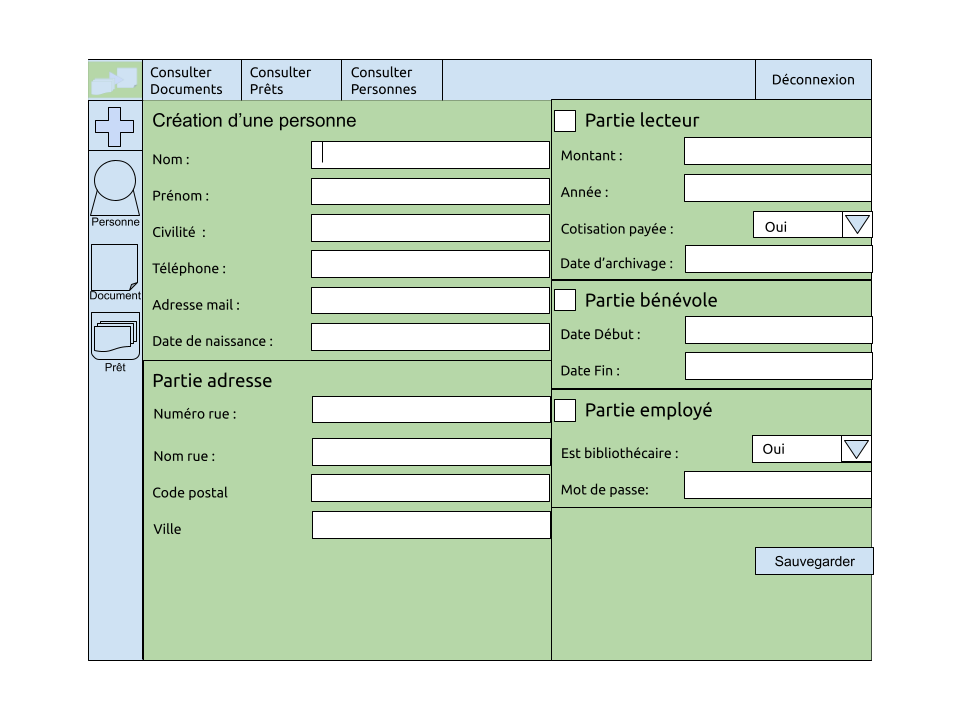 Consulter
Documents
Consulter
Prêts
Consulter
Personnes
Déconnexion
Personne
Document
Prêt
Création d’une personne
Nom :
Prénom :
Civilité :
Téléphone :
Adresse mail :
Date de naissance :
Partie adresse
Numéro rue :
Nom rue :
Code postal
Ville
Partie lecteur
Montant :
Année :
Cotisation payée :
Oui
Date d’archivage :
Partie bénévole
Date Début :
Date Fin :
Partie employé
Est bibliothécaire :
Oui
Mot de passe:
Sauvegarder